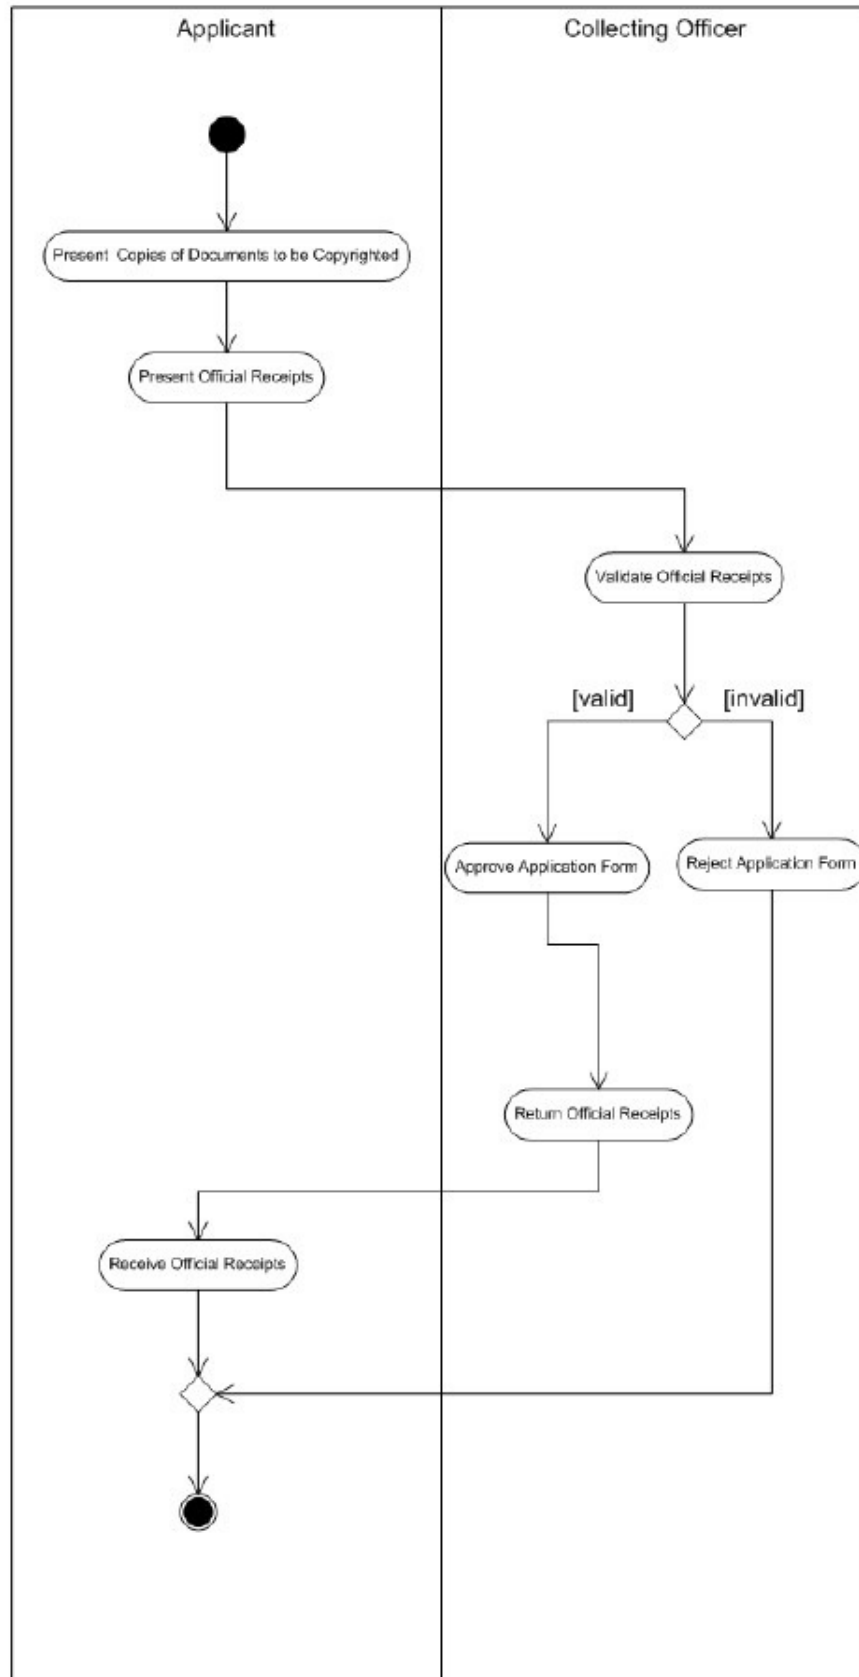 Applicant
Collecting Officer
Present Copies of Documents to be Copyrighted
Present Official Receipts
Validate Official Receipts
[valid]
[invalid]
Approve Application Form
Reject Application Form
Return Official Receipts
Receive Official Receipts